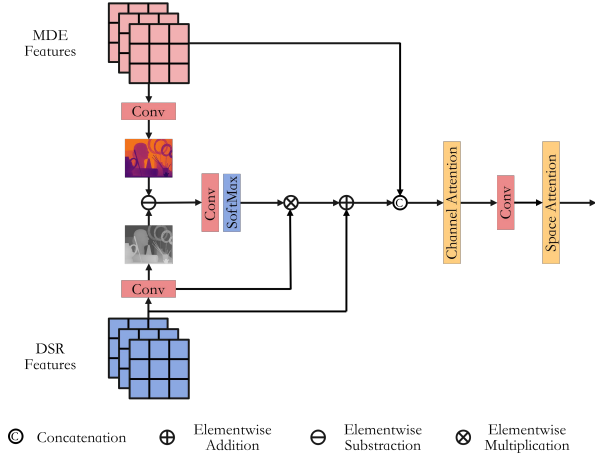 MDE
Features
Conv
Conv
SoftMax
C
Channel Attention
Conv
Space Attention
Conv
DSR
Features
C Concatenation
Elementwise
Addition
Elementwise
Substraction
Elementwise
Multiplication